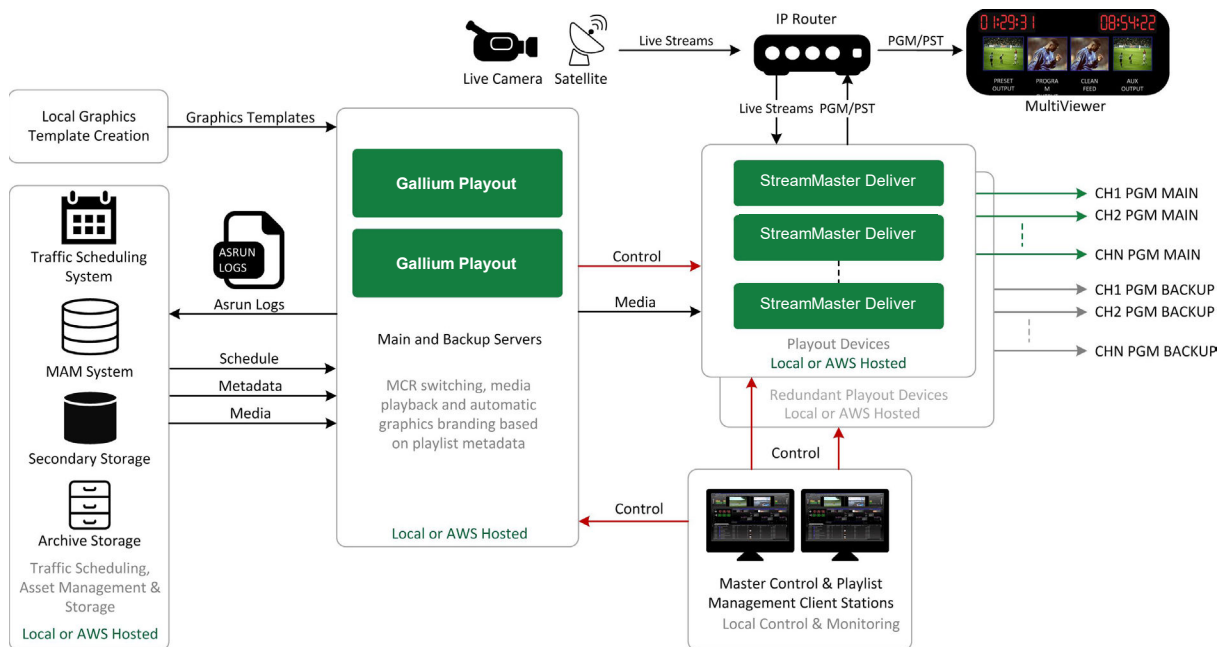 IP Router
01:29:31
08:54:22
Live Streams
PGM/PST
Live Camera
Satellite
PRESET
OUTPUT
PROGRA
M
CLEAN
FEED
AUX
OUTPUT
MultiViewer
Live Streams
PGM/PST
Local Graphics
Template Creation
Graphics Templates
Gallium Playout
Gallium Playout
StreamMaster Deliver
StreamMaster Deliver
StreamMaster Deliver
CH1 PGM MAIN
CH2 PGM MAIN
CHN PGM MAIN
CH1 PGM BACKUP
CH2 PGM BACKUP
CHN PGM BACKUP
Traffic Scheduling
System
ASRUN
LOGS
Asrun Logs
Control
Media
MAM System
Schedule
Metadata
Media
Main and Backup Servers
MCR switching, media
playback and automatic
graphics branding based
on playlist metadata
Playout Devices
Local or AWS Hosted
Redundant Playout Devices
Local or AWS Hosted
Secondary Storage
Control
Control
Archive Storage
Local or AWS Hosted
Traffic Scheduling,
Asset Management &
Storage
Local or AWS Hosted
Master Control & Playlist
Management Client Stations
Local Control & Monitoring